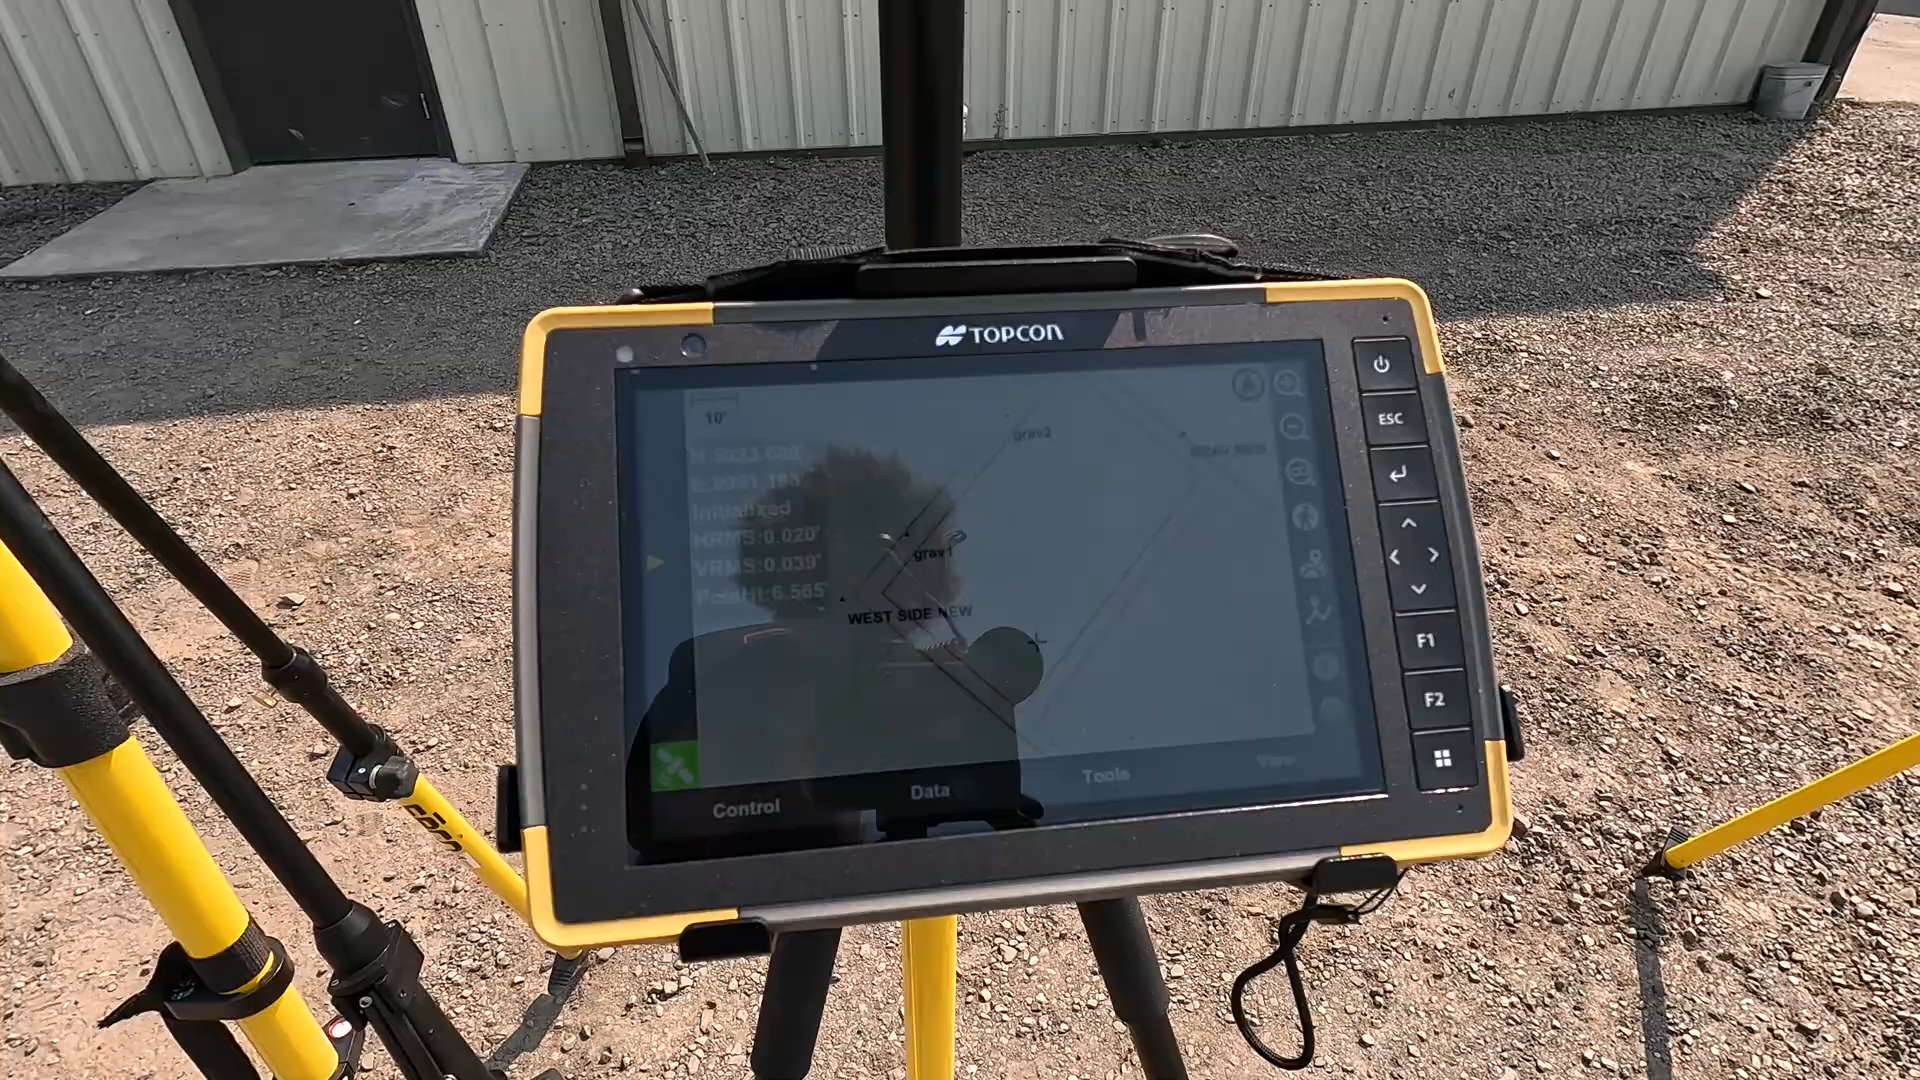 TOPCON
10'
grav2
Initialized
HRMS:0.020'
grav1
VRMS:0.039'
PoleHt:6.565'
WEST SIDE NEW
Control
Data
Tools
View
ESC
F1
F2